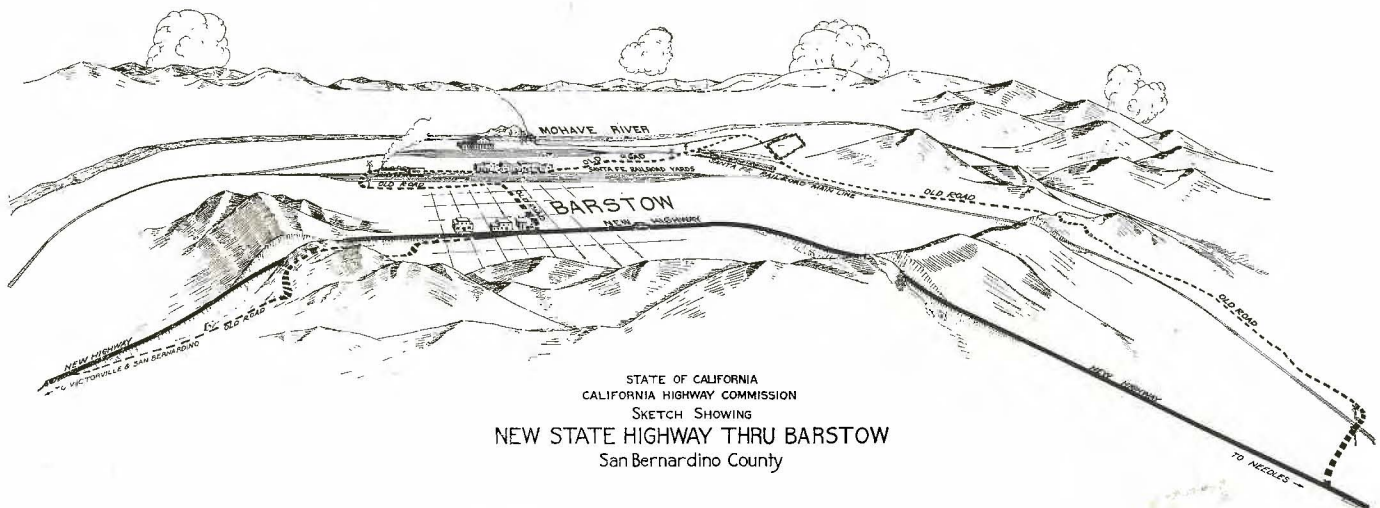 MOHAVE RIVER
OLD ROAD
SANTA FE RAILROAD YARDS
SANTA FE RAILROAD MAIN LINE
OLD ROAD
OLD ROAD
BARSTOW
NEW HIGHWAY
OLD ROAD
OLD ROAD
NEW HIGHWAY
TO VICTORVILLE & SAN BERNARDINO
NEW HIGHWAY
TO NEEDLES
STATE OF CALIFORNIA
CALIFORNIA HIGHWAY COMMISSION
SKETCH SHOWING
NEW STATE HIGHWAY THRU BARSTOW
San Bernardino County